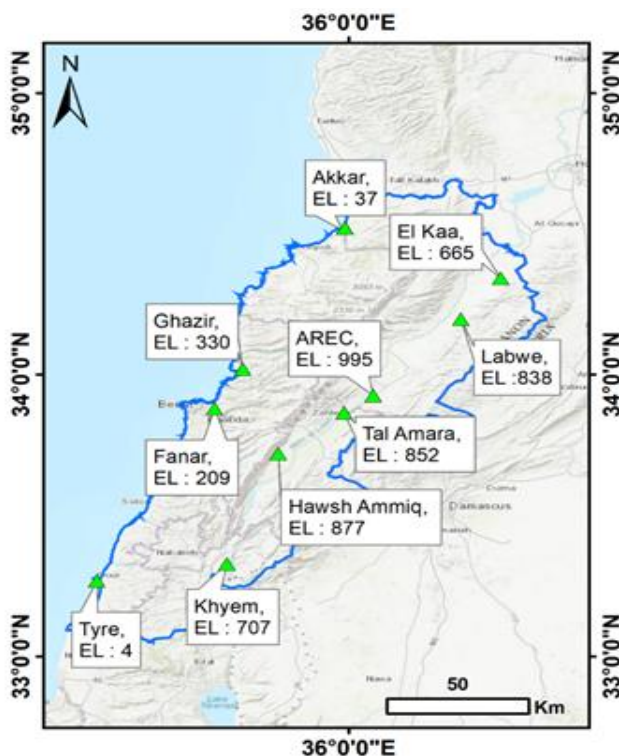 36°0'0"E
35°0'0"N
35°0'0"N
N
Akkar,
EL : 37
El Kaa,
EL : 665
Ghazir,
EL : 330
AREC,
EL : 995
34°0'0"N
34°0'0"N
Labwe,
EL :838
Fanar,
EL : 209
Tal Amara,
EL : 852
Hawsh Ammiq,
EL : 877
Damascus
Khyem,
EL : 707
Tyre,
EL : 4
33°0'0"N
33°0'0"N
50
Km
36°0'0"E